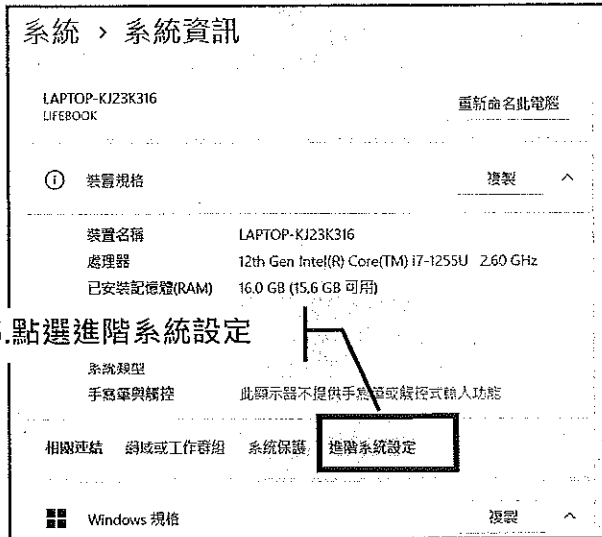 系統 › 系統資訊
LAPTOP-KJ23K316
LIFEBOOK
重新命名此電腦
裝置規格
複製
裝置名稱 LAPTOP-KJ23K316
處理器 12th Gen Intel(R) Core(TM) i7-1255U 2.60 GHz
已安裝記憶體(RAM) 16.0 GB (15.6 GB 可用)
.點選進階系統設定
系統類型
手寫筆與觸控 此顯示器不提供手寫筆或觸控式輸入功能
相關連結 網域或工作群組 系統保護 進階系統設定
Windows 規格
複製